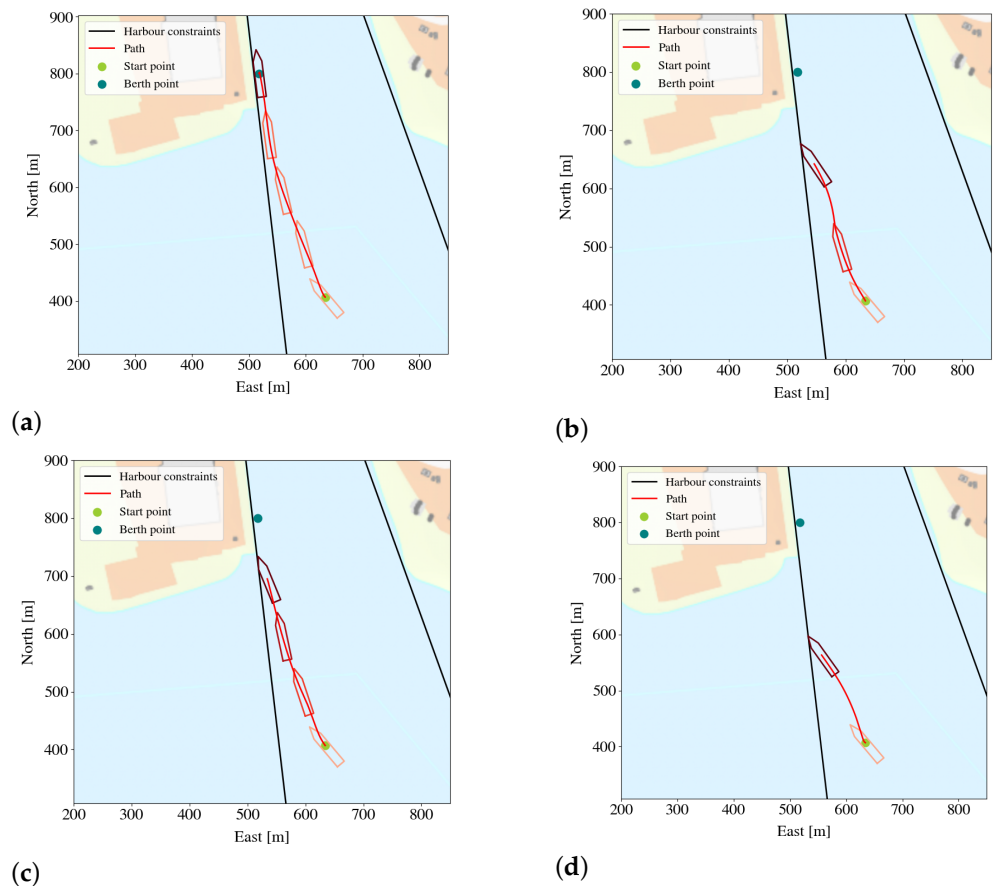 900
800
700
600
500
400
North [m]
Harbour constraints
Path
Start point
Berth point
200 300 400 500 600 700 800
East [m]
(a)
900
800
700
600
500
400
North [m]
Harbour constraints
Path
Start point
Berth point
200 300 400 500 600 700 800
East [m]
(b)
900
800
700
600
500
400
North [m]
Harbour constraints
Path
Start point
Berth point
200 300 400 500 600 700 800
East [m]
(c)
900
800
700
600
500
400
North [m]
Harbour constraints
Path
Start point
Berth point
200 300 400 500 600 700 800
East [m]
(d)